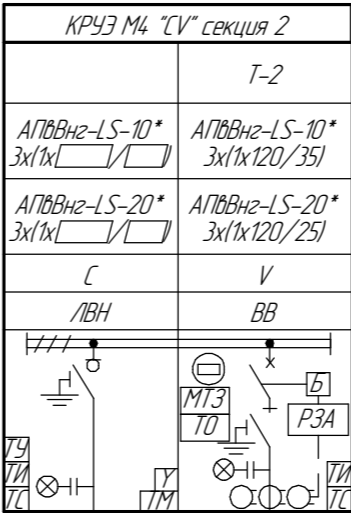 КРУЭ М4 "CV" секция 2
Т-2
АПвВнг-LS-10*
3х(1х / )
АПвВнг-LS-10*
3х(1х120/35)
АПвВнг-LS-20*
3х(1х / )
АПвВнг-LS-20*
3х(1х120/25)
C
V
ЛВН
ВВ
МТЗ
ТО
Б
РЗА
ТУ
ТИ
ТС
У
ТМ
ТИ
ТС